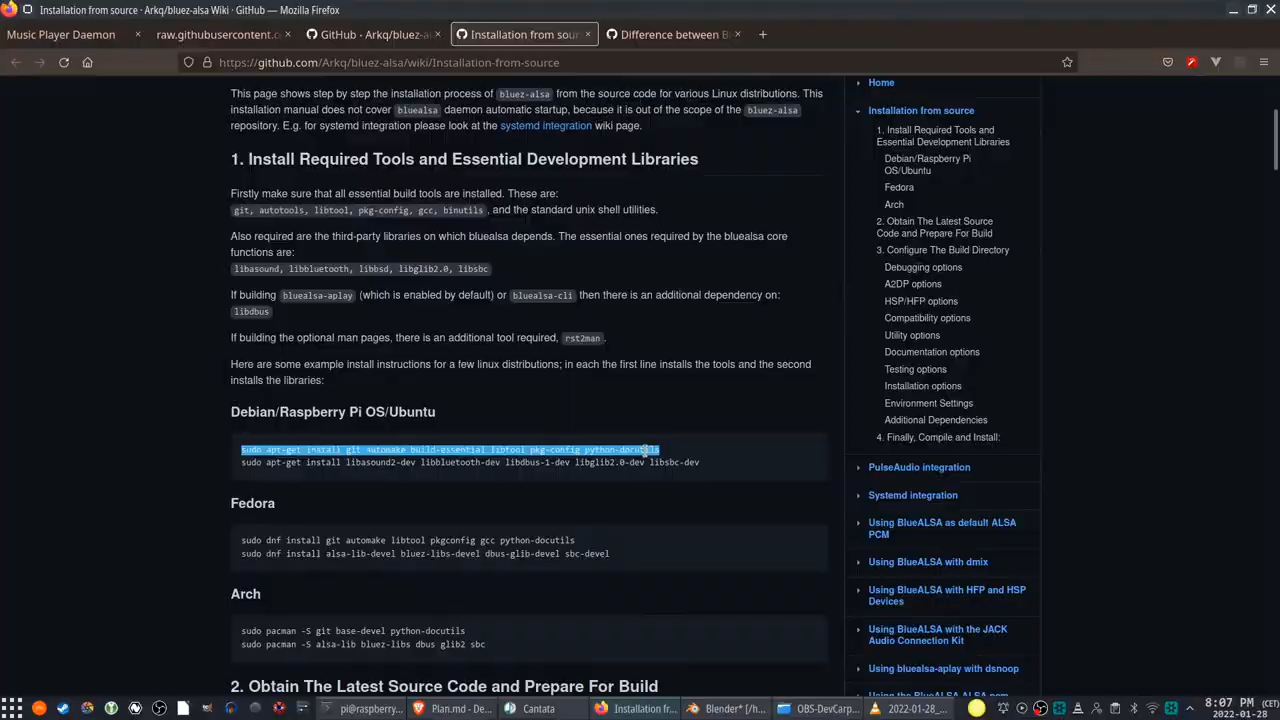 Installation from source · Arkq/bluez-alsa Wiki · GitHub — Mozilla Firefox
Music Player Daemon
raw.githubusercontent.c
GitHub - Arkq/bluez-a
Installation from sour
Difference between B
https://github.com/Arkq/bluez-alsa/wiki/Installation-from-source
This page shows step by step the installation process of bluez-alsa from the source code for various Linux distributions. This
installation manual does not cover bluealsa daemon automatic startup, because it is out of the scope of the bluez-alsa
repository. E.g. for systemd integration please look at the systemd integration wiki page.
1. Install Required Tools and Essential Development Libraries
Firstly make sure that all essential build tools are installed. These are:
git, autotools, libtool, pkg-config, gcc, binutils, and the standard unix shell utilities.
Also required are the third-party libraries on which bluealsa depends. The essential ones required by the bluealsa core
functions are:
libasound, libbluetooth, libbsd, libglib2.0, libsbc
If building bluealsa-aplay (which is enabled by default) or bluealsa-cli then there is an additional dependency on:
libdbus
If building the optional man pages, there is an additional tool required, rst2man.
Here are some example install instructions for a few linux distributions; in each the first line installs the tools and the second
installs the libraries:
Debian/Raspberry Pi OS/Ubuntu
sudo apt-get install git automake build-essential libtool pkg-config python-docutils
sudo apt-get install libasound2-dev libbluetooth-dev libdbus-1-dev libglib2.0-dev libsbc-dev
Fedora
sudo dnf install git automake libtool pkgconfig gcc python-docutils
sudo dnf install alsa-lib-devel bluez-libs-devel dbus-glib-devel sbc-devel
Arch
sudo pacman -S git base-devel python-docutils
sudo pacman -S alsa-lib bluez-libs dbus glib2 sbc
2. Obtain The Latest Source Code and Prepare For Build
Home
Installation from source
1. Install Required Tools and
Essential Development Libraries
Debian/Raspberry Pi
OS/Ubuntu
Fedora
Arch
2. Obtain The Latest Source
Code and Prepare For Build
3. Configure The Build Directory
Debugging options
A2DP options
HSP/HFP options
Compatibility options
Utility options
Documentation options
Testing options
Installation options
Environment Settings
Additional Dependencies
4. Finally, Compile and Install:
PulseAudio integration
Systemd integration
Using BlueALSA as default ALSA
PCM
Using BlueALSA with dmix
Using BlueALSA with HFP and HSP
Devices
Using BlueALSA with the JACK
Audio Connection Kit
Using bluealsa-aplay with dsnoop
Using the BlueALSA ALSA pcm
pi@raspberry...
Plan.md - De...
Cantata
Installation fr...
Blender* [/h...
OBS-DevCarp...
2022-01-28_...
8:07 PM (CET)
2022-01-28